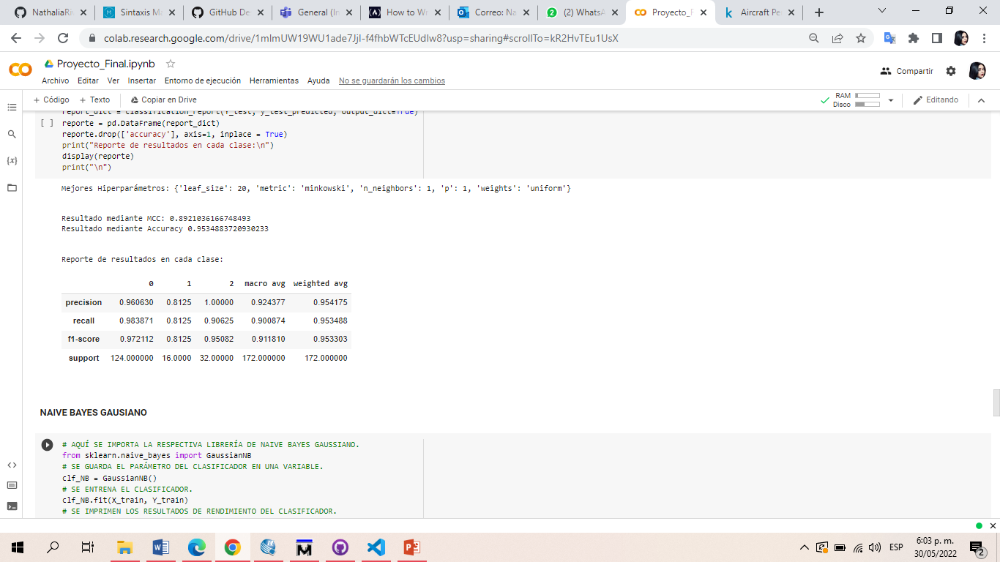 NathaliaRiv
Sintaxis Ma
GitHub De
General (In
How to Wr
Correo: Na
(2) WhatsA
Proyecto_F
Aircraft Pe
colab.research.google.com/drive/1mlmUW19WU1ade7JjI-f4fhbWTcEUdIw8?usp=sharing#scrollTo=kR2HvTEu1UsX
Proyecto_Final.ipynb
Compartir
Archivo Editar Ver Insertar Entorno de ejecución Herramientas Ayuda No se guardarán los cambios
+ Código + Texto Copiar en Drive
RAM
Disco
Editando
report_dict = classification_report(Y_test, y_test_predicted, output_dict=True)
[ ] reporte = pd.DataFrame(report_dict)
reporte.drop(['accuracy'], axis=1, inplace = True)
print("Reporte de resultados en cada clase:\n")
display(reporte)
print("\n")
Mejores Hiperparámetros: {'leaf_size': 20, 'metric': 'minkowski', 'n_neighbors': 1, 'p': 1, 'weights': 'uniform'}
Resultado mediante MCC: 0.8921036166748493
Resultado mediante Accuracy 0.9534883720930233
Reporte de resultados en cada clase:
0 1 2 macro avg weighted avg
precision 0.960630 0.8125 1.00000 0.924377 0.954175
recall 0.983871 0.8125 0.90625 0.900874 0.953488
f1-score 0.972112 0.8125 0.95082 0.911810 0.953303
support 124.000000 16.0000 32.00000 172.000000 172.000000
NAIVE BAYES GAUSIANO
# AQUÍ SE IMPORTA LA RESPECTIVA LIBRERÍA DE NAIVE BAYES GAUSSIANO.
from sklearn.naive_bayes import GaussianNB
# SE GUARDA EL PARÁMETRO DEL CLASIFICADOR EN UNA VARIABLE.
clf_NB = GaussianNB()
# SE ENTRENA EL CLASIFICADOR.
clf_NB.fit(X_train, Y_train)
# SE IMPRIMEN LOS RESULTADOS DE RENDIMIENTO DEL CLASIFICADOR.
ESP
6:03 p. m.
30/05/2022
2